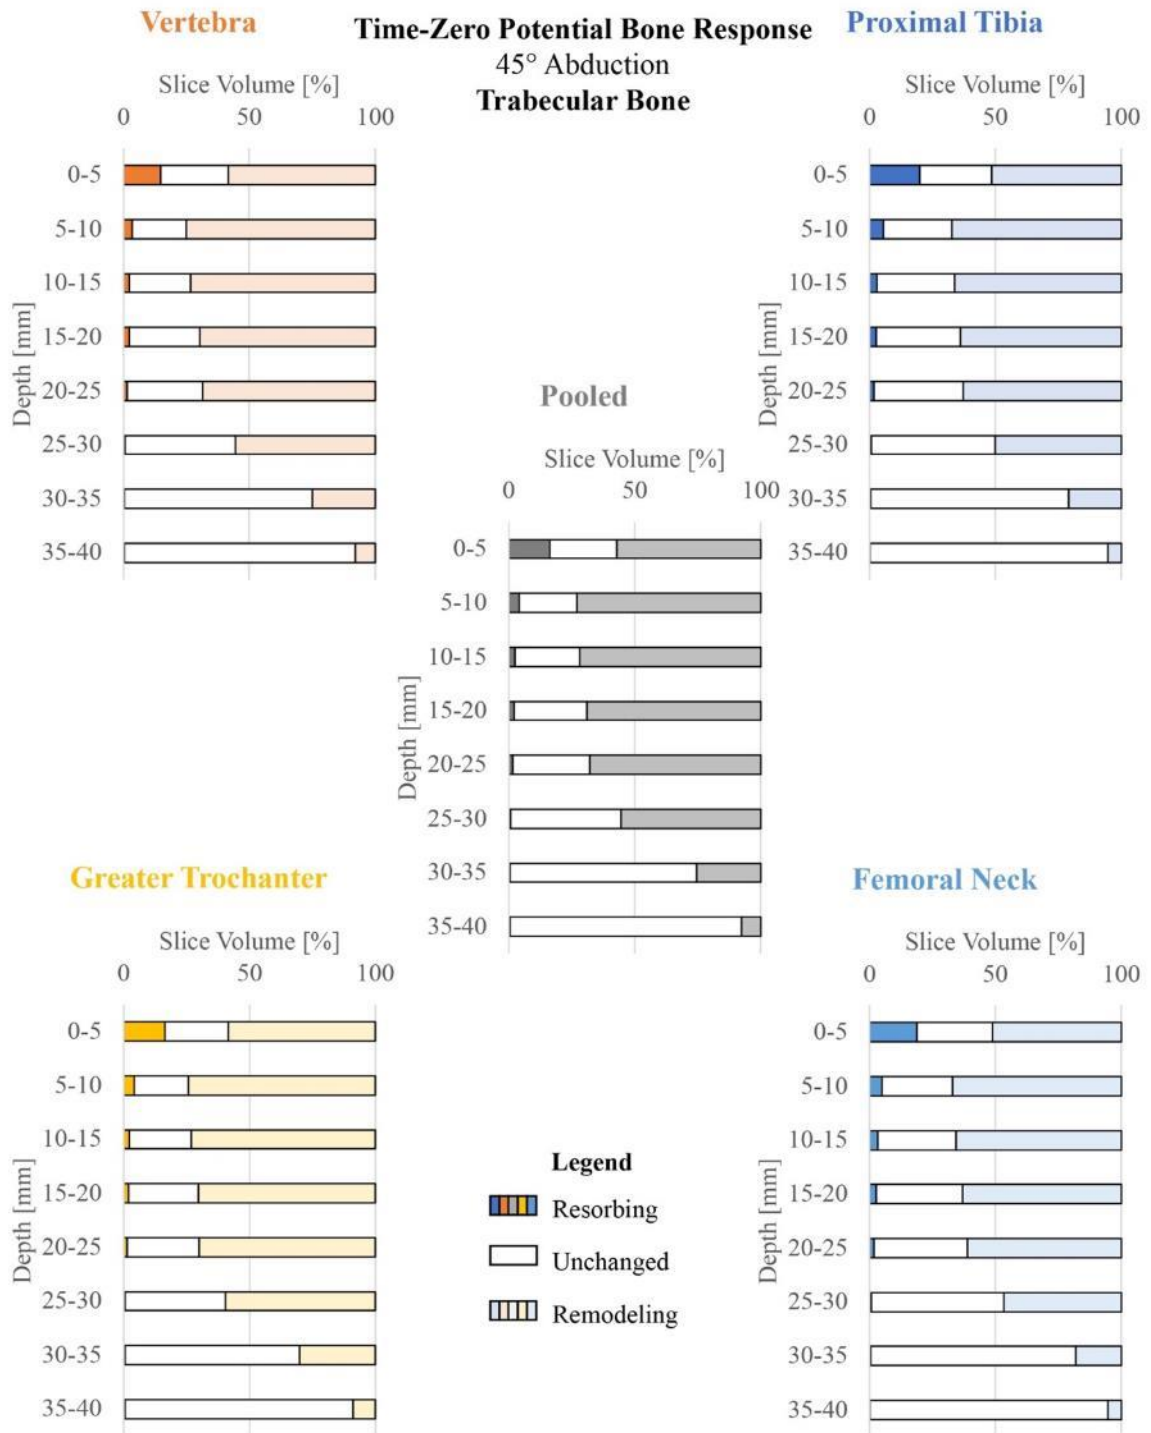 Time-Zero Potential Bone Response
45° Abduction
Trabecular Bone
Vertebra
Slice Volume [%]
0 50 100
Depth [mm]
0-5
5-10
10-15
15-20
20-25
25-30
30-35
35-40
Proximal Tibia
Slice Volume [%]
0 50 100
Depth [mm]
0-5
5-10
10-15
15-20
20-25
25-30
30-35
35-40
Pooled
Slice Volume [%]
0 50 100
Depth [mm]
0-5
5-10
10-15
15-20
20-25
25-30
30-35
35-40
Greater Trochanter
Slice Volume [%]
0 50 100
Depth [mm]
0-5
5-10
10-15
15-20
20-25
25-30
30-35
35-40
Femoral Neck
Slice Volume [%]
0 50 100
Depth [mm]
0-5
5-10
10-15
15-20
20-25
25-30
30-35
35-40
Legend
Resorbing
Unchanged
Remodeling